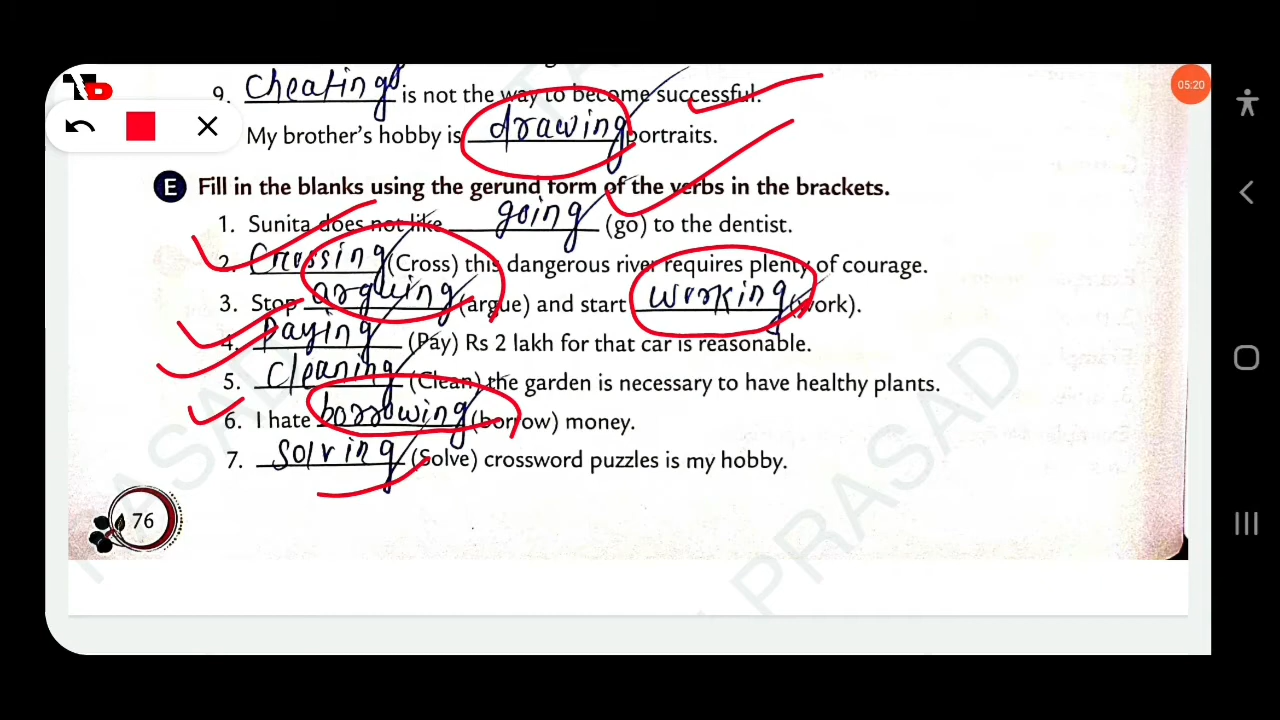 05:20
9. Cheating is not the way to become successful.
My brother's hobby is drawing portraits.
E Fill in the blanks using the gerund form of the verbs in the brackets.
1. Sunita does not like going (go) to the dentist.
2. Crossing (Cross) this dangerous river requires plenty of courage.
3. Stop arguing (argue) and start working (work).
4. Paying (Pay) Rs 2 lakh for that car is reasonable.
5. cleaning (Clean) the garden is necessary to have healthy plants.
6. I hate borrowing (borrow) money.
7. Solving (Solve) crossword puzzles is my hobby.
76
PRASAD